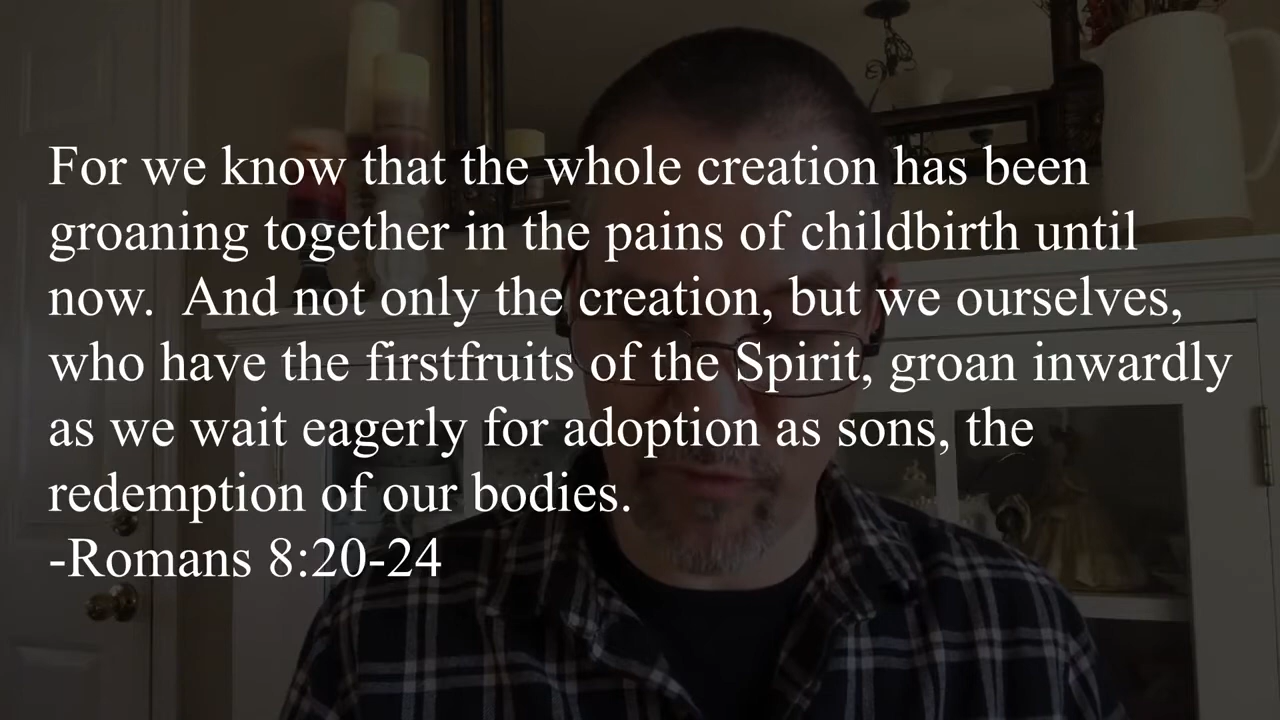 For we know that the whole creation has been
groaning together in the pains of childbirth until
now.  And not only the creation, but we ourselves,
who have the firstfruits of the Spirit, groan inwardly
as we wait eagerly for adoption as sons, the
redemption of our bodies.
-Romans 8:20-24